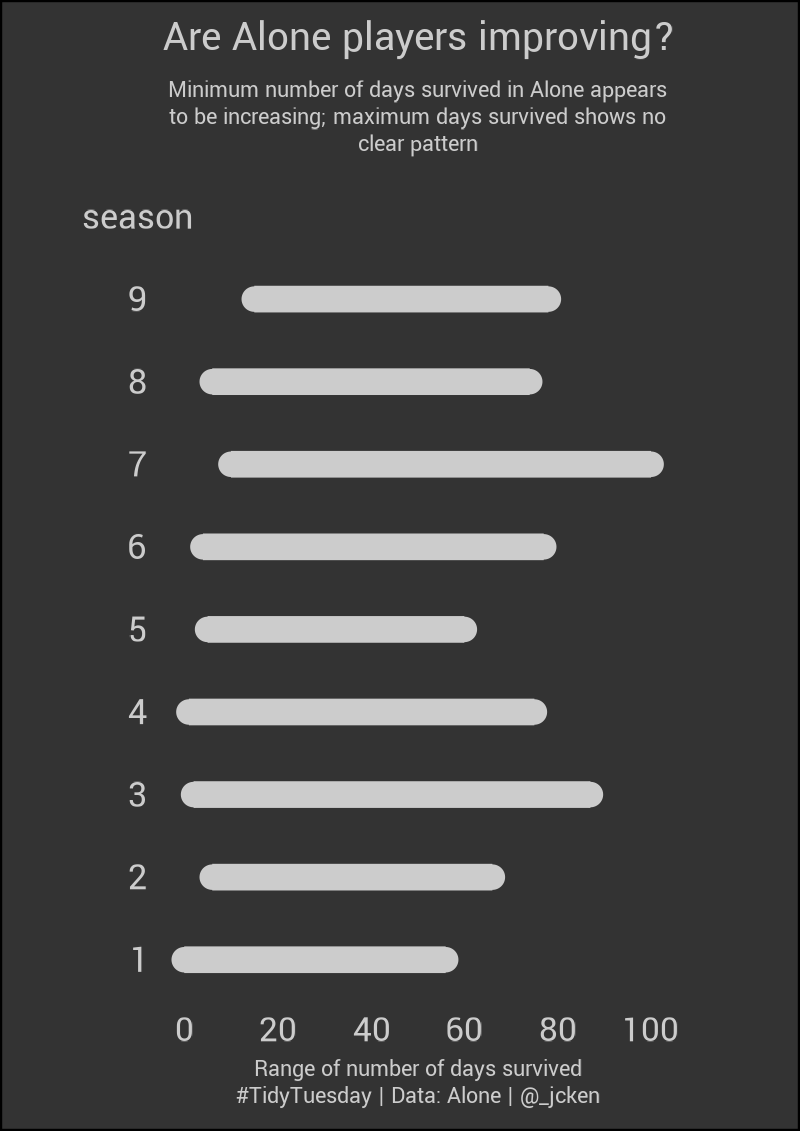 Are Alone players improving?
Minimum number of days survived in Alone appears
to be increasing; maximum days survived shows no
clear pattern
season
9
8
7
6
5
4
3
2
1
0 20 40 60 80 100
Range of number of days survived
#TidyTuesday | Data: Alone | @_jcken